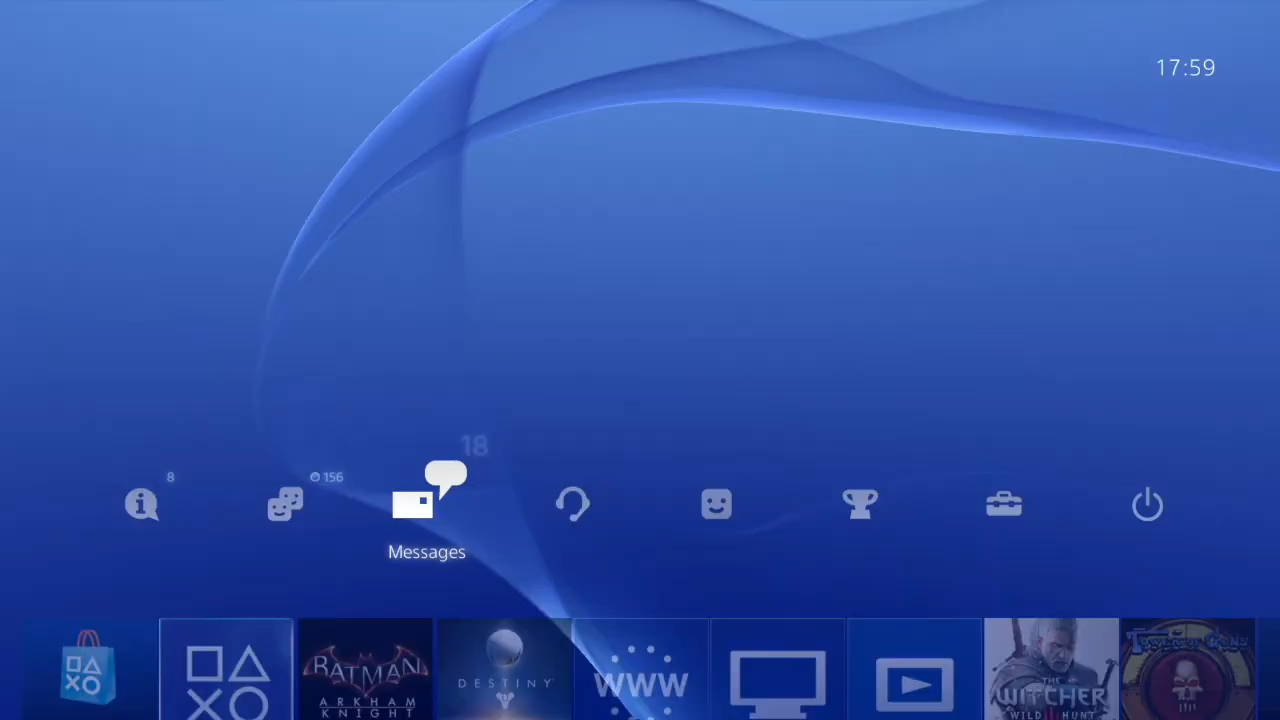 17:59
18
8
156
Messages
BATMAN
ARKHAM
KNIGHT
DESTINY
WWW
THE
WITCHER
WILD HUNT